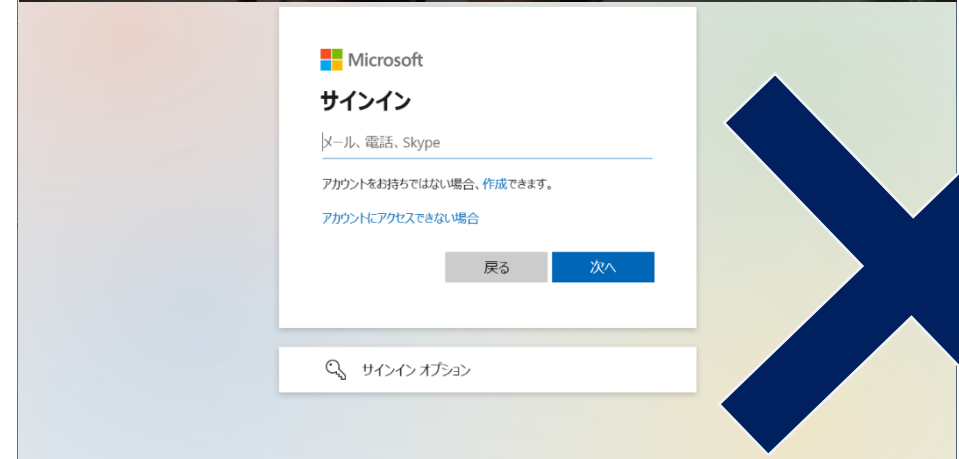 Microsoft
サインイン
メール、電話、Skype
アカウントをお持ちではない場合、作成できます。
アカウントにアクセスできない場合
戻る
次へ
サインイン オプション